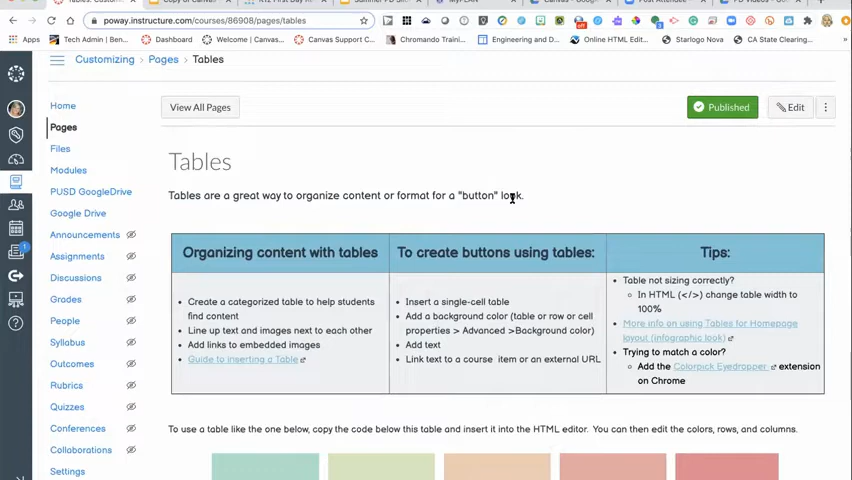 poway.instructure.com/courses/86908/pages/tables
Apps
Tech Admin | Ben...
Dashboard
Welcome | Canvas...
Canvas Support C...
Chromando Traini...
Engineering and D...
Online HTML Edit...
Starlogo Nova
CA State Clearing...
Customizing > Pages > Tables
Home
Pages
Files
Modules
PUSD GoogleDrive
Google Drive
Announcements
Assignments
Discussions
Grades
People
Syllabus
Outcomes
Rubrics
Quizzes
Conferences
Collaborations
Settings
1
View All Pages
Published
Edit
Tables
Tables are a great way to organize content or format for a "button" look.
Organizing content with tables
Create a categorized table to help students
find content
Line up text and images next to each other
Add links to embedded images
Guide to Inserting a Table
To create buttons using tables:
Insert a single-cell table
Add a background color (table or row or cell
properties > Advanced >Background color)
Add text
Link text to a course item or an external URL
Tips:
Table not sizing correctly?
In HTML (</>) change table width to
100%
More info on using Tables for Homepage
layout (infographic look)
Trying to match a color?
Add the Colorpick Eyedropper extension
on Chrome
To use a table like the one below, copy the code below this table and insert it into the HTML editor. You can then edit the colors, rows, and columns.